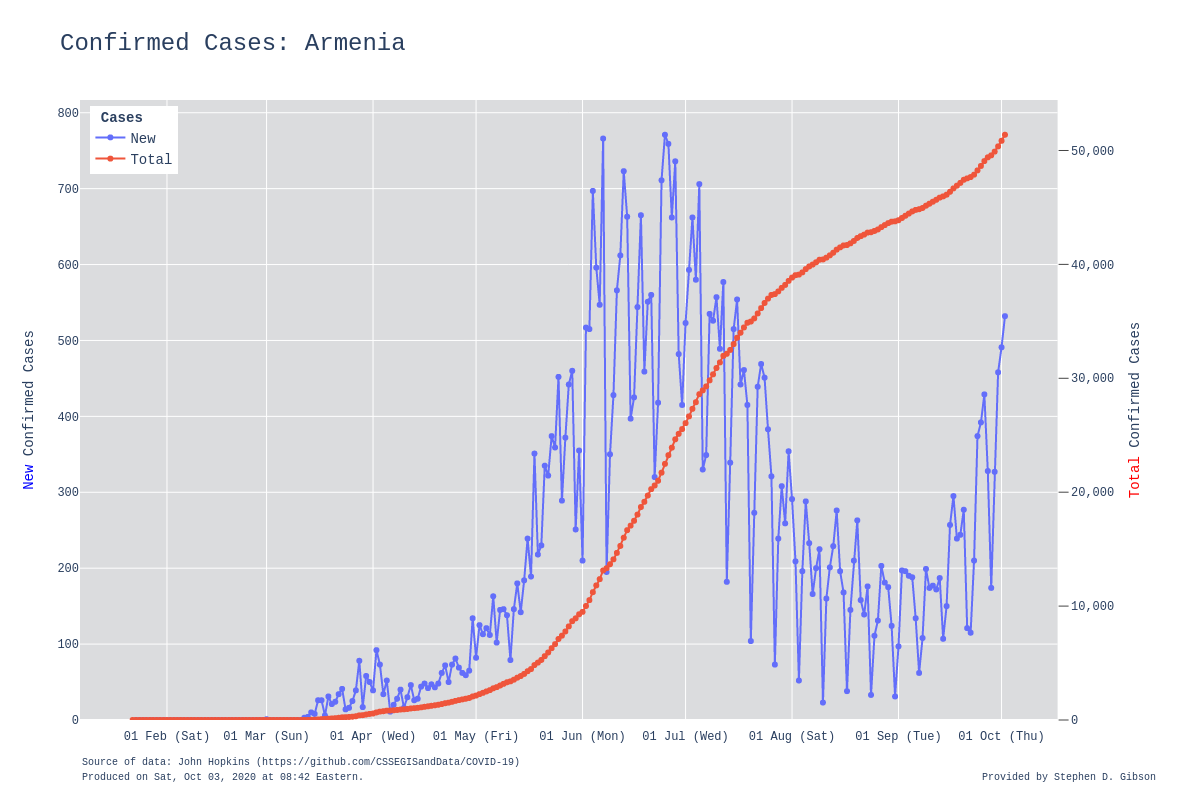 Confirmed Cases: Armenia
Cases
New
Total
800
700
600
500
400
300
200
100
0
New Confirmed Cases
50,000
40,000
30,000
20,000
10,000
0
Total Confirmed Cases
01 Feb (Sat) 01 Mar (Sun) 01 Apr (Wed) 01 May (Fri) 01 Jun (Mon) 01 Jul (Wed) 01 Aug (Sat) 01 Sep (Tue) 01 Oct (Thu)
Source of data: John Hopkins (https://github.com/CSSEGISandData/COVID-19)
Produced on Sat, Oct 03, 2020 at 08:42 Eastern.
Provided by Stephen D. Gibson